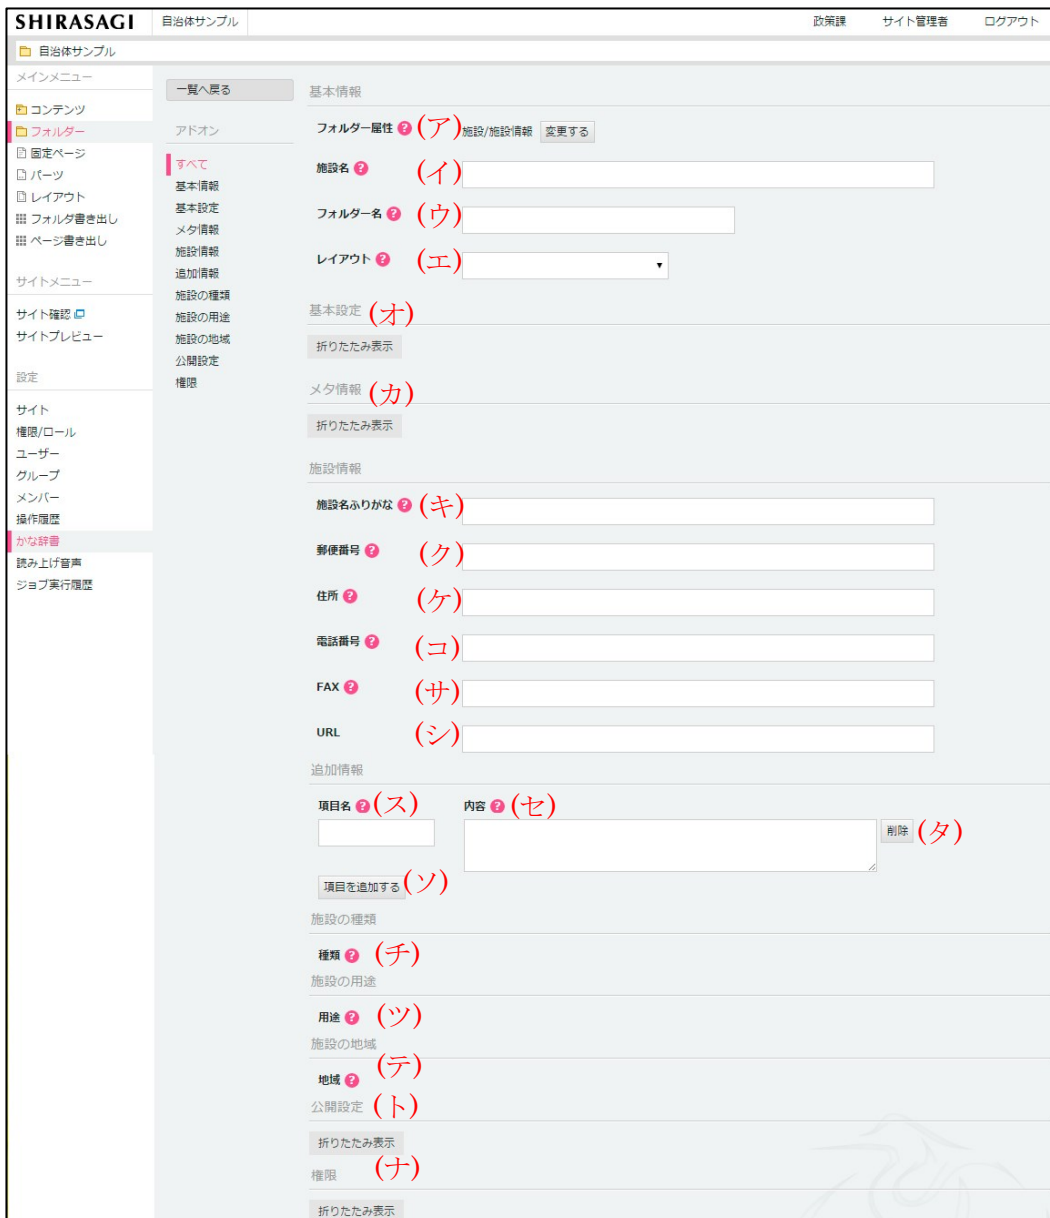 SHIRASAGI 自治体サンプル 政策課 サイト管理者 ログアウト
自治体サンプル
メインメニュー
コンテンツ
フォルダー
固定ページ
パーツ
レイアウト
フォルダ書き出し
ページ書き出し
サイトメニュー
サイト確認
サイトプレビュー
設定
サイト
権限/ロール
ユーザー
グループ
メンバー
操作履歴
かな辞書
読み上げ音声
ジョブ実行履歴
一覧へ戻る
アドオン
すべて
基本情報
基本設定
メタ情報
施設情報
追加情報
施設の種類
施設の用途
施設の地域
公開設定
権限
基本情報
フォルダー属性 ? (ア) 施設/施設情報 変更する
施設名 ? (イ)
フォルダー名 ? (ウ)
レイアウト ? (エ)
基本設定 (オ)
折りたたみ表示
メタ情報 (カ)
折りたたみ表示
施設情報
施設名ふりがな ? (キ)
郵便番号 ? (ク)
住所 ? (ケ)
電話番号 ? (コ)
FAX ? (サ)
URL (シ)
追加情報
項目名 ? (ス) 内容 ? (セ)
削除 (タ)
項目を追加する (ソ)
施設の種類
種類 ? (チ)
施設の用途
用途 ? (ツ)
施設の地域
地域 ? (テ)
公開設定 (ト)
折りたたみ表示
権限 (ナ)
折りたたみ表示